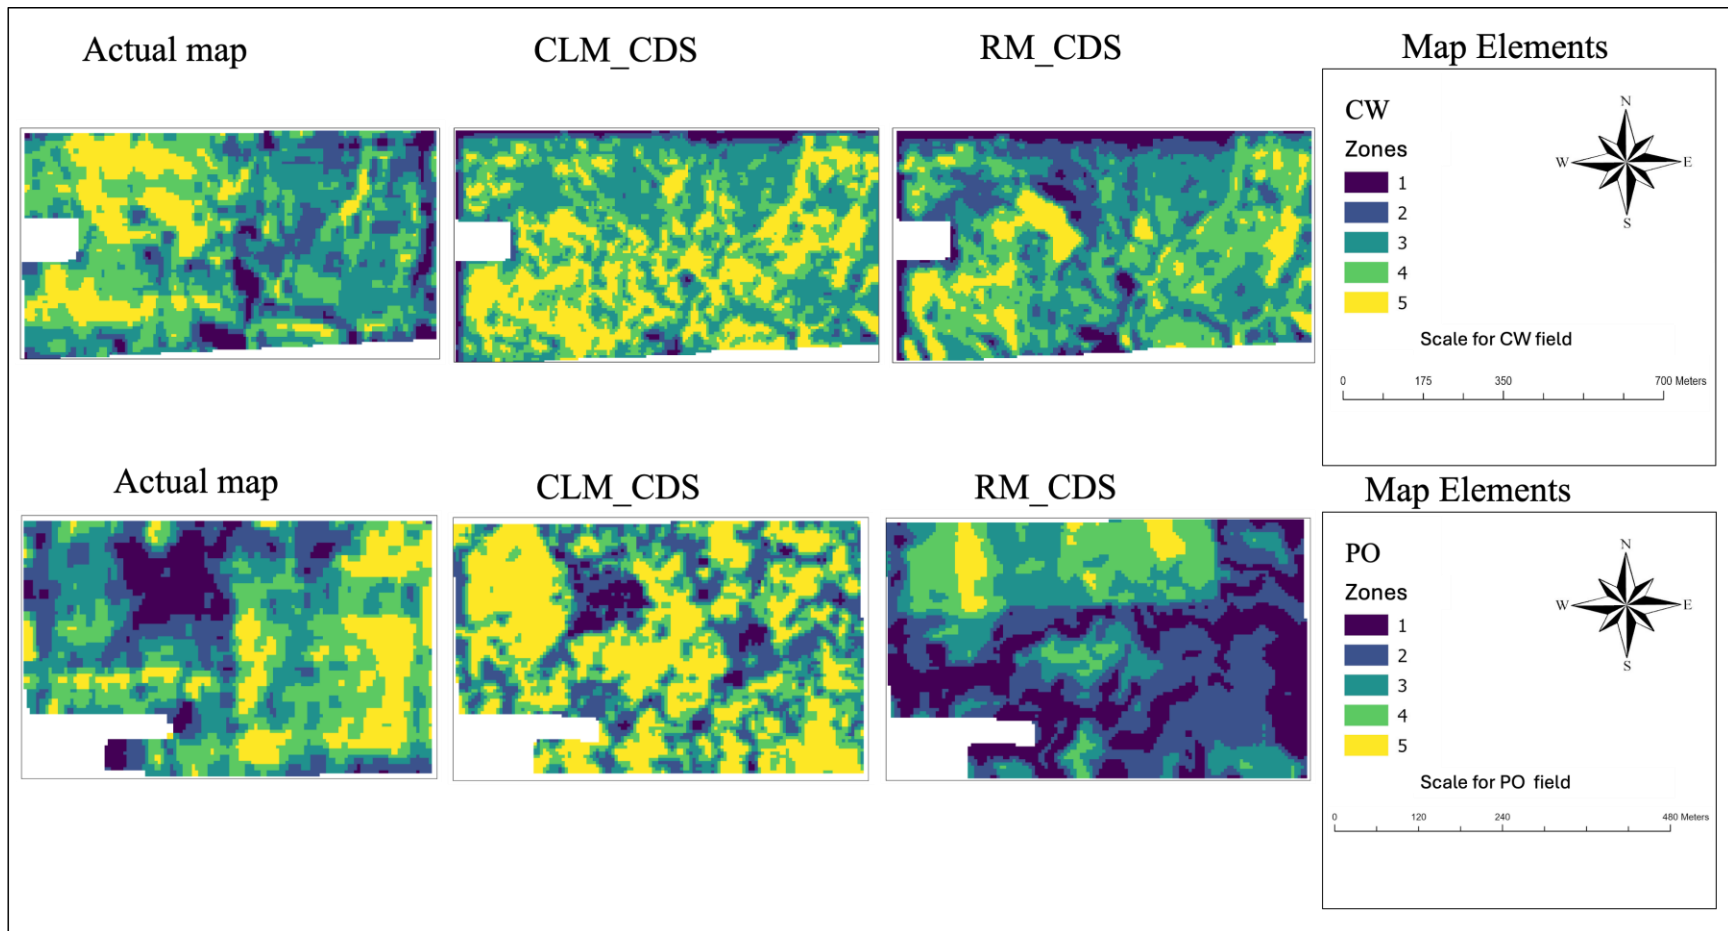 Actual map
CLM_CDS
RM_CDS
Map Elements
CW
Zones
1
2
3
4
5
N
W
E
S
Scale for CW field
0 175 350 700 Meters
Actual map
CLM_CDS
RM_CDS
Map Elements
PO
Zones
1
2
3
4
5
N
W
E
S
Scale for PO field
0 120 240 480 Meters